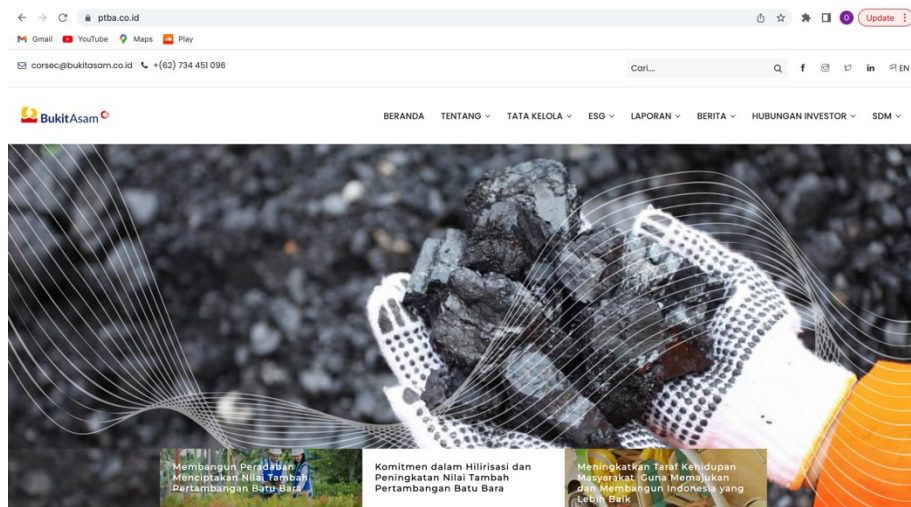 ptba.co.id
Update
Gmail YouTube Maps Play
corsec@bukitasam.co.id +(62) 734 451 096
Cari....
EN
BukitAsam
BERANDA TENTANG TATA KELOLA ESG LAPORAN BERITA HUBUNGAN INVESTOR SDM
Membangun Peradaban
Menciptakan Nilai Tambah
Pertambangan Batu Bara
Komitmen dalam Hilirisasi dan
Peningkatan Nilai Tambah
Pertambangan Batu Bara
Meningkatkan Taraf Kehidupan
Masyarakat Guna Memajukan
dan Membangun Indonesia yang
Lebih Baik